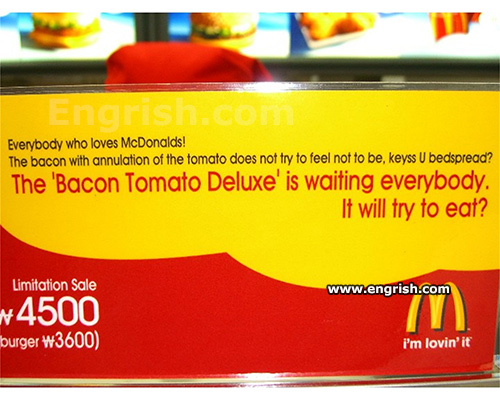 Engrish.com
Everybody who loves McDonalds!
The bacon with annulation of the tomato does not try to feel not to be, keyss U bedspread?
The 'Bacon Tomato Deluxe' is waiting everybody.
It will try to eat?
Limitation Sale
₩4500
burger ₩3600)
www.engrish.com
i'm lovin' it